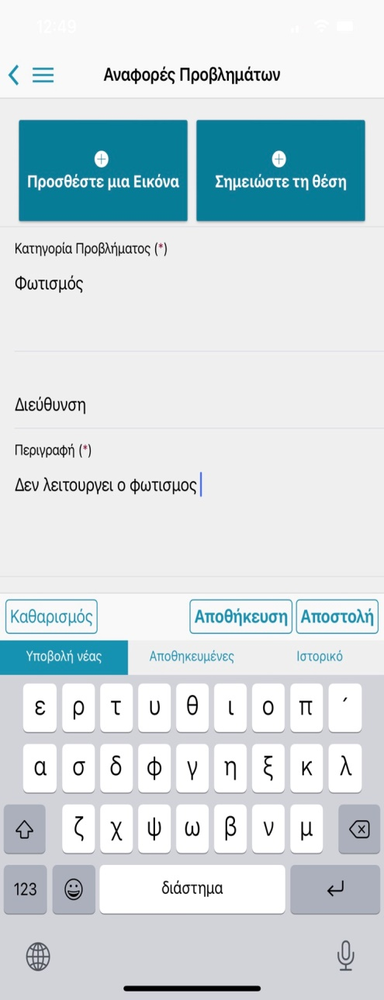 12:49
Αναφορές Προβλημάτων
Προσθέστε μια Εικόνα
Σημειώστε τη θέση
Κατηγορία Προβλήματος (*)
Φωτισμός
Διεύθυνση
Περιγραφή (*)
Δεν λειτουργει ο φωτισμος
Καθαρισμός Αποθήκευση Αποστολή
Υποβολή νέας Αποθηκευμένες Ιστορικό
ε ρ τ υ θ ι ο π ΄
α σ δ φ γ η ξ κ λ
ζ χ ψ ω β ν μ
123 διάστημα